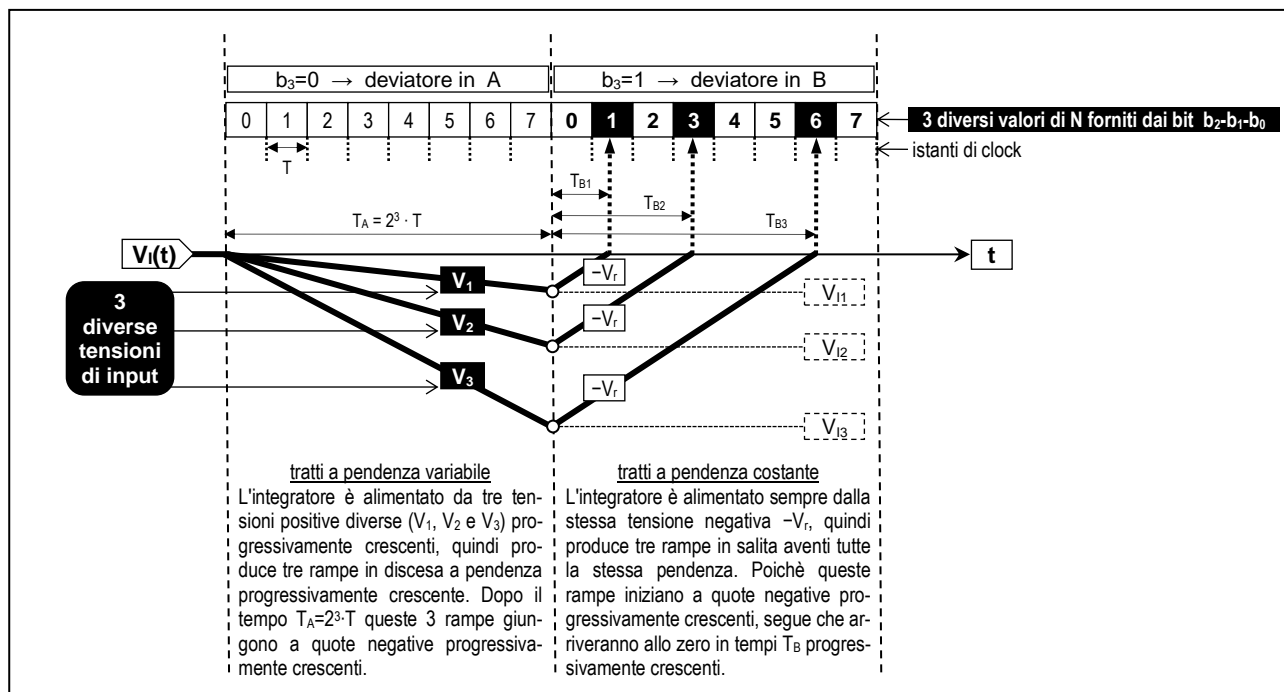 b₃=0 → deviatore in A
b₃=1 → deviatore in B
0 1 2 3 4 5 6 7 0 1 2 3 4 5 6 7
3 diversi valori di N forniti dai bit b₂-b₁-b₀
istanti di clock
T
T_B1
T_B2
T_B3
T_A = 2³ · T
V_I(t)
t
V₁
V₂
V₃
−V_r
−V_r
−V_r
V_I1
V_I2
V_I3
3
diverse
tensioni
di input
tratti a pendenza variabile
L'integratore è alimentato da tre ten-
sioni positive diverse (V₁, V₂ e V₃) pro-
gressivamente crescenti, quindi pro-
duce tre rampe in discesa a pendenza
progressivamente crescente. Dopo il
tempo T_A=2³·T queste 3 rampe giun-
gono a quote negative progressiva-
mente crescenti.
tratti a pendenza costante
L'integratore è alimentato sempre dalla
stessa tensione negativa −V_r, quindi
produce tre rampe in salita aventi tutte
la stessa pendenza. Poichè queste
rampe iniziano a quote negative pro-
gressivamente crescenti, segue che ar-
riveranno allo zero in tempi T_B progres-
sivamente crescenti.